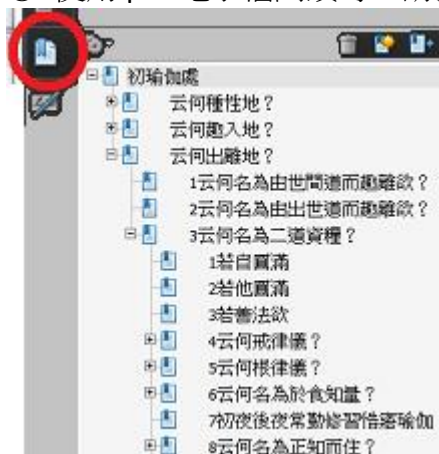 初瑜伽處
云何種性地？
云何趣入地？
云何出離地？
1云何名為由世間道而趣離欲？
2云何名為由出世道而趣離欲？
3云何名為二道資糧？
1若自圓滿
2若他圓滿
3若善法欲
4云何戒律儀？
5云何根律儀？
6云何名為於食知量？
7初夜後夜常勤修習悎寤瑜伽
8云何名為正知而住？